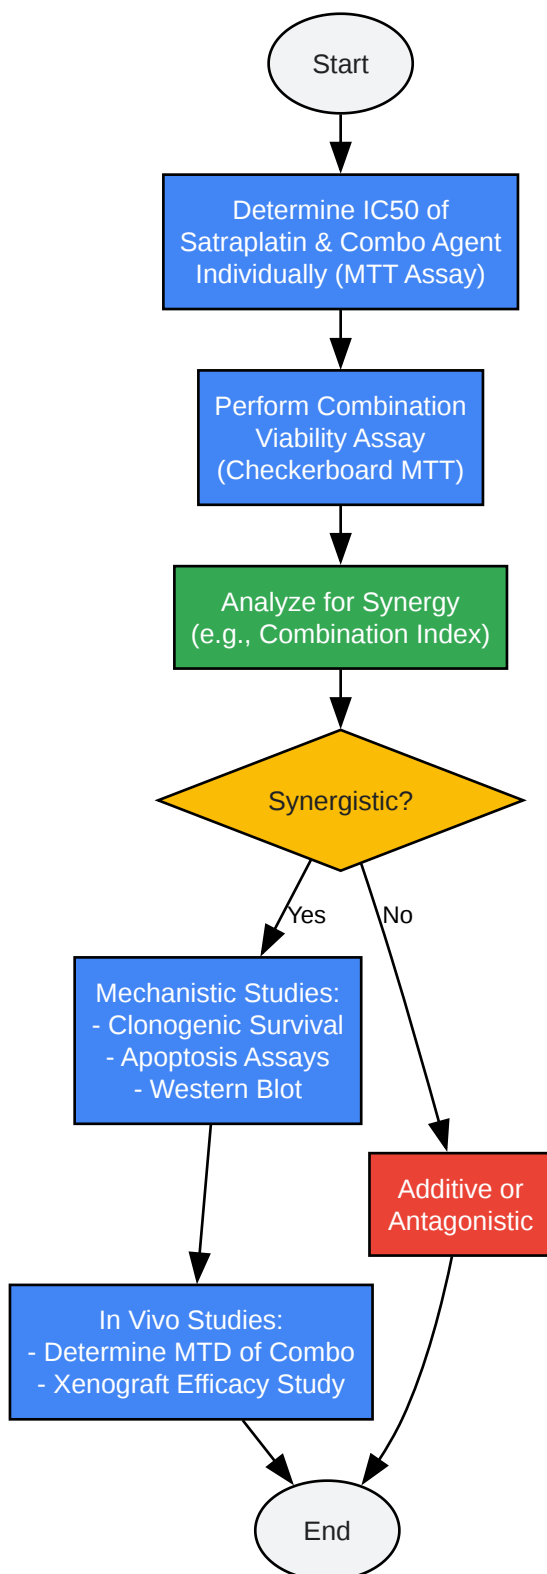 Start
Determine IC50 of
Satraplatin & Combo Agent
Individually (MTT Assay)
Perform Combination
Viability Assay
(Checkerboard MTT)
Analyze for Synergy
(e.g., Combination Index)
Synergistic?
Yes
No
Mechanistic Studies:
- Clonogenic Survival
- Apoptosis Assays
- Western Blot
Additive or
Antagonistic
In Vivo Studies:
- Determine MTD of Combo
- Xenograft Efficacy Study
End